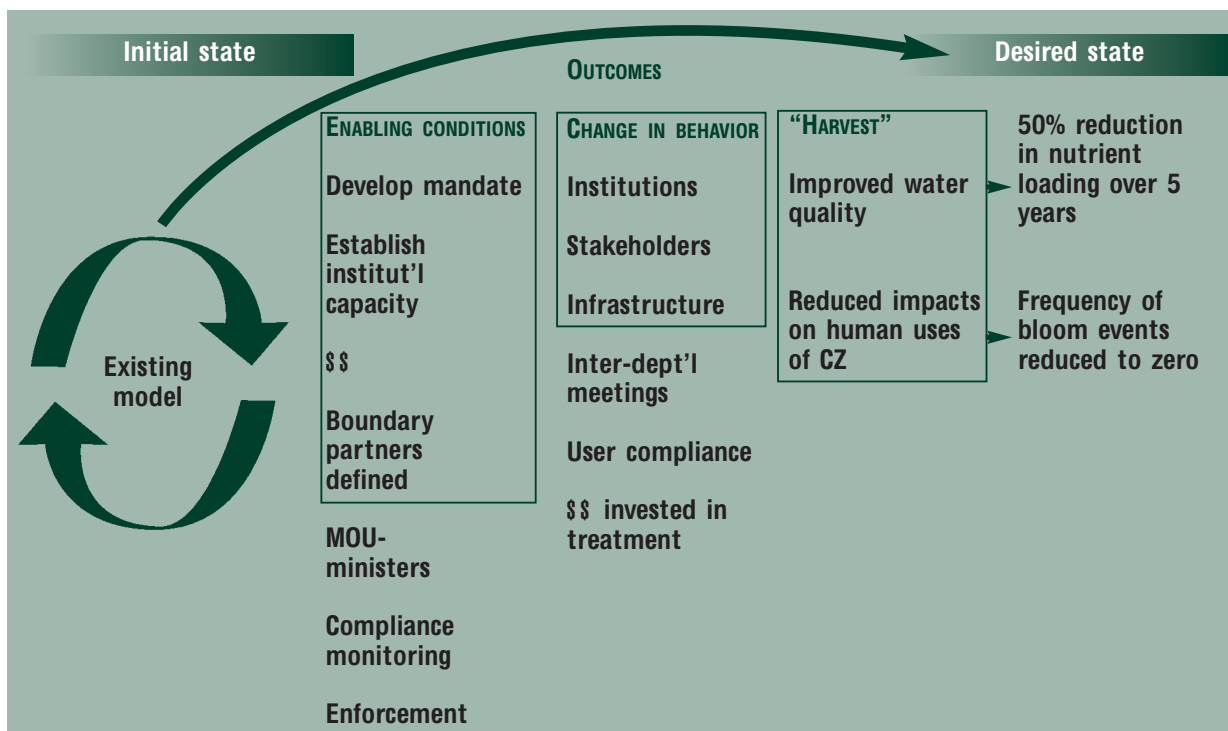 Initial state
Desired state
OUTCOMES
Existing
model
ENABLING CONDITIONS
Develop mandate
Establish
institut'l
capacity
$$
Boundary
partners
defined
MOU-
ministers
Compliance
monitoring
Enforcement
CHANGE IN BEHAVIOR
Institutions
Stakeholders
Infrastructure
Inter-dept'l
meetings
User compliance
$$ invested in
treatment
“HARVEST”
Improved water
quality
Reduced impacts
on human uses
of CZ
50% reduction
in nutrient
loading over 5
years
Frequency of
bloom events
reduced to zero